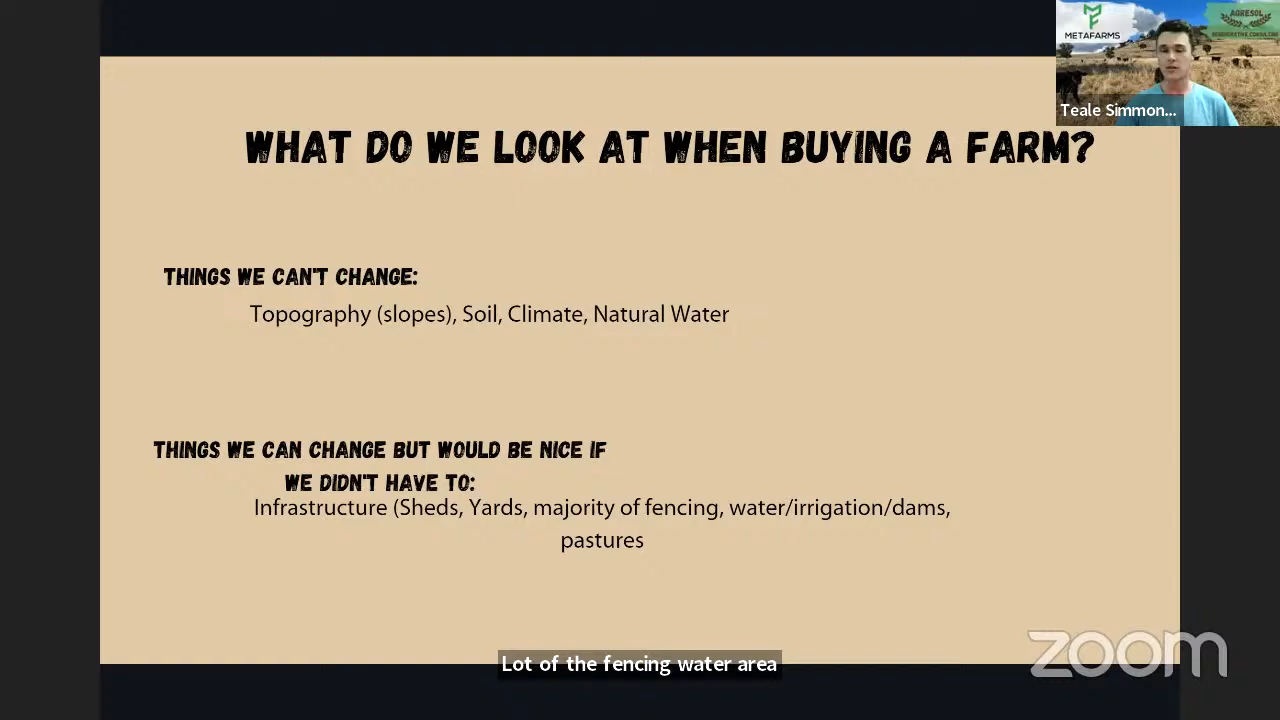 METAFARMS
AGRESOL
REGENERATIVE CONSULTING
Teale Simmon...
WHAT DO WE LOOK AT WHEN BUYING A FARM?
THINGS WE CAN'T CHANGE:
Topography (slopes), Soil, Climate, Natural Water
THINGS WE CAN CHANGE BUT WOULD BE NICE IF
WE DIDN'T HAVE TO:
Infrastructure (Sheds, Yards, majority of fencing, water/irrigation/dams,
pastures
Lot of the fencing water area
zoom